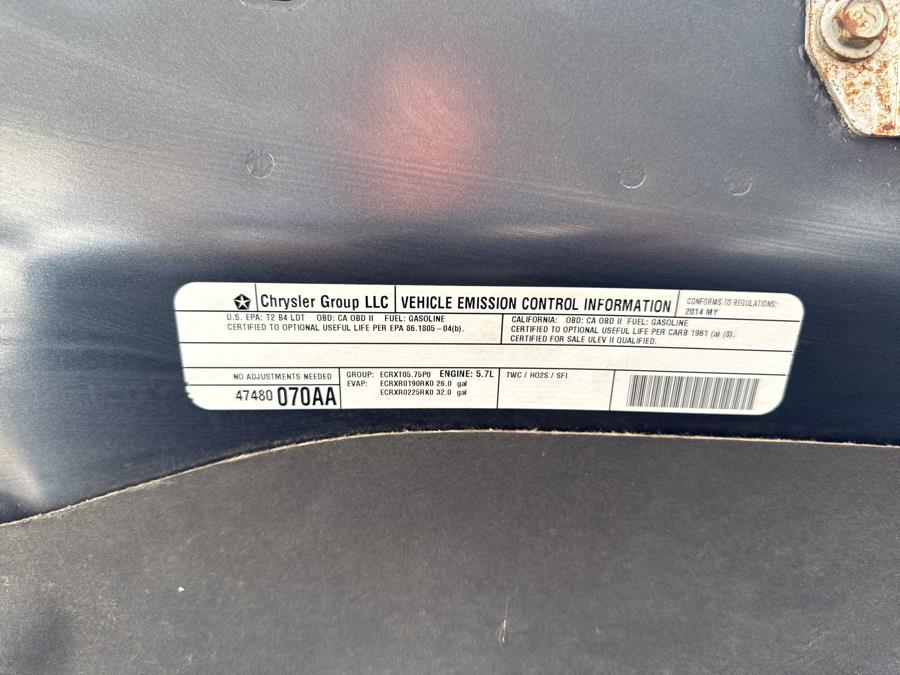 Chrysler Group LLC VEHICLE EMISSION CONTROL INFORMATION CONFORMS TO REGULATIONS:
2014 MY
U.S. EPA: T2 B4 LDT OBD: CA OBD II FUEL: GASOLINE
CERTIFIED TO OPTIONAL USEFUL LIFE PER EPA 86.1805-04(b).
CALIFORNIA: OBD: CA OBD II FUEL: GASOLINE
CERTIFIED TO OPTIONAL USEFUL LIFE PER CARB 1961 (a) (8).
CERTIFIED FOR SALE ULEV II QUALIFIED.
NO ADJUSTMENTS NEEDED
47480 070AA
GROUP: ECRXT05.75P0 ENGINE: 5.7L
EVAP: ECRXR0190RK0 26.0 gal
ECRXR0225RK0 32.0 gal
TWC / HO2S / SFI